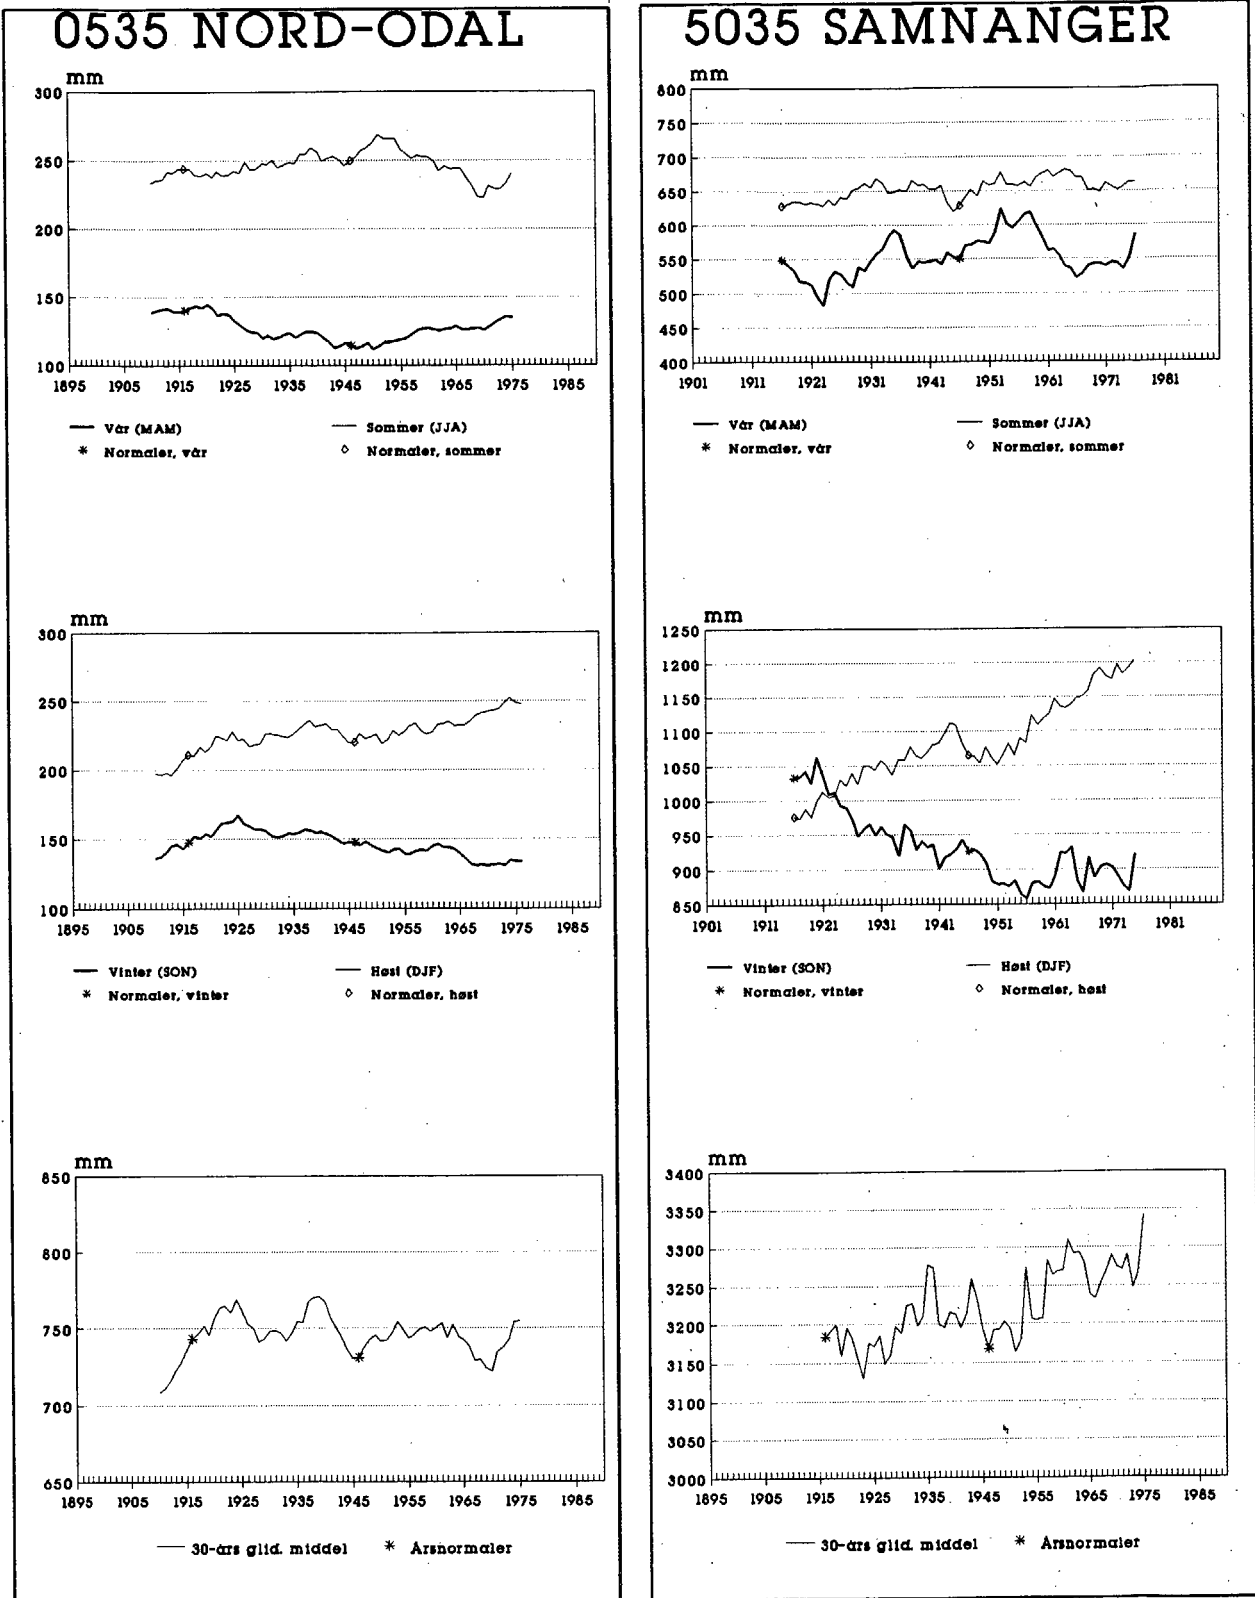 0535 NORD-ODAL
mm
300
250
200
150
100
1895 1905 1915 1925 1935 1945 1955 1965 1975 1985
Vår (MAM) Sommer (JJA)
Normaler, vår Normaler, sommer
mm
300
250
200
150
100
1895 1905 1915 1925 1935 1945 1955 1965 1975 1985
Vinter (SON) Høst (DJF)
Normaler, vinter Normaler, høst
mm
850
800
750
700
650
1895 1905 1915 1925 1935 1945 1955 1965 1975 1985
30-års glid. middel Årsnormaler
5035 SAMNANGER
mm
800
750
700
650
600
550
500
450
400
1901 1911 1921 1931 1941 1951 1961 1971 1981
Vår (MAM) Sommer (JJA)
Normaler, vår Normaler, sommer
mm
1250
1200
1150
1100
1050
1000
950
900
850
1901 1911 1921 1931 1941 1951 1961 1971 1981
Vinter (SON) Høst (DJF)
Normaler, vinter Normaler, høst
mm
3400
3350
3300
3250
3200
3150
3100
3050
3000
1895 1905 1915 1925 1935 1945 1955 1965 1975 1985
30-års glid. middel Årsnormaler